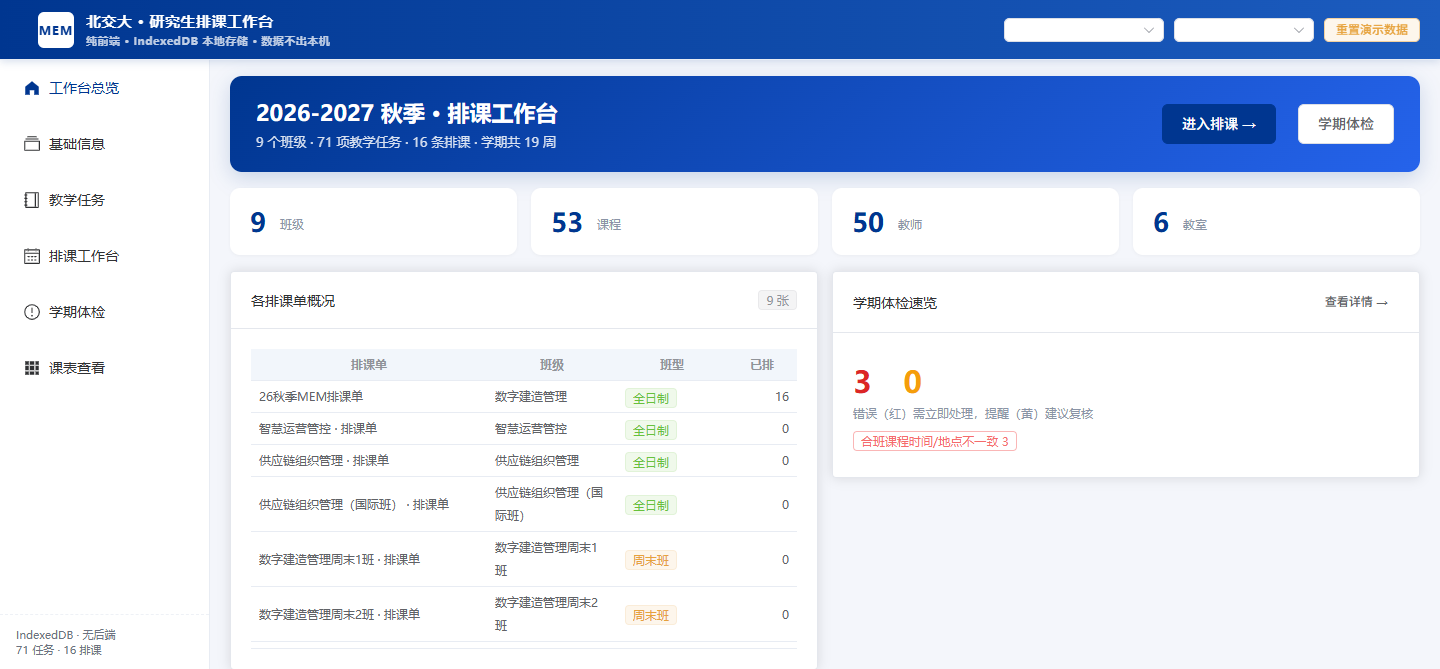 MEM
北交大 • 研究生排课工作台
纯前端 • IndexedDB 本地存储 • 数据不出本机
重置演示数据
工作台总览
基础信息
教学任务
排课工作台
学期体检
课表查看
IndexedDB · 无后端
71 任务 · 16 排课
2026-2027 秋季 • 排课工作台
9 个班级 · 71 项教学任务 · 16 条排课 · 学期共 19 周
进入排课 →
学期体检
9 班级
53 课程
50 教师
6 教室
各排课单概况
9 张
排课单 班级 班型 已排
26秋季MEM排课单 数字建造管理 全日制 16
智慧运营管控 · 排课单 智慧运营管控 全日制 0
供应链组织管理 · 排课单 供应链组织管理 全日制 0
供应链组织管理（国际班） · 排课单 供应链组织管理（国
际班） 全日制 0
数字建造管理周末1班 · 排课单 数字建造管理周末1
班 周末班 0
数字建造管理周末2班 · 排课单 数字建造管理周末2
班 周末班 0
学期体检速览
查看详情 →
3 0
错误（红）需立即处理，提醒（黄）建议复核
合班课程时间/地点不一致 3